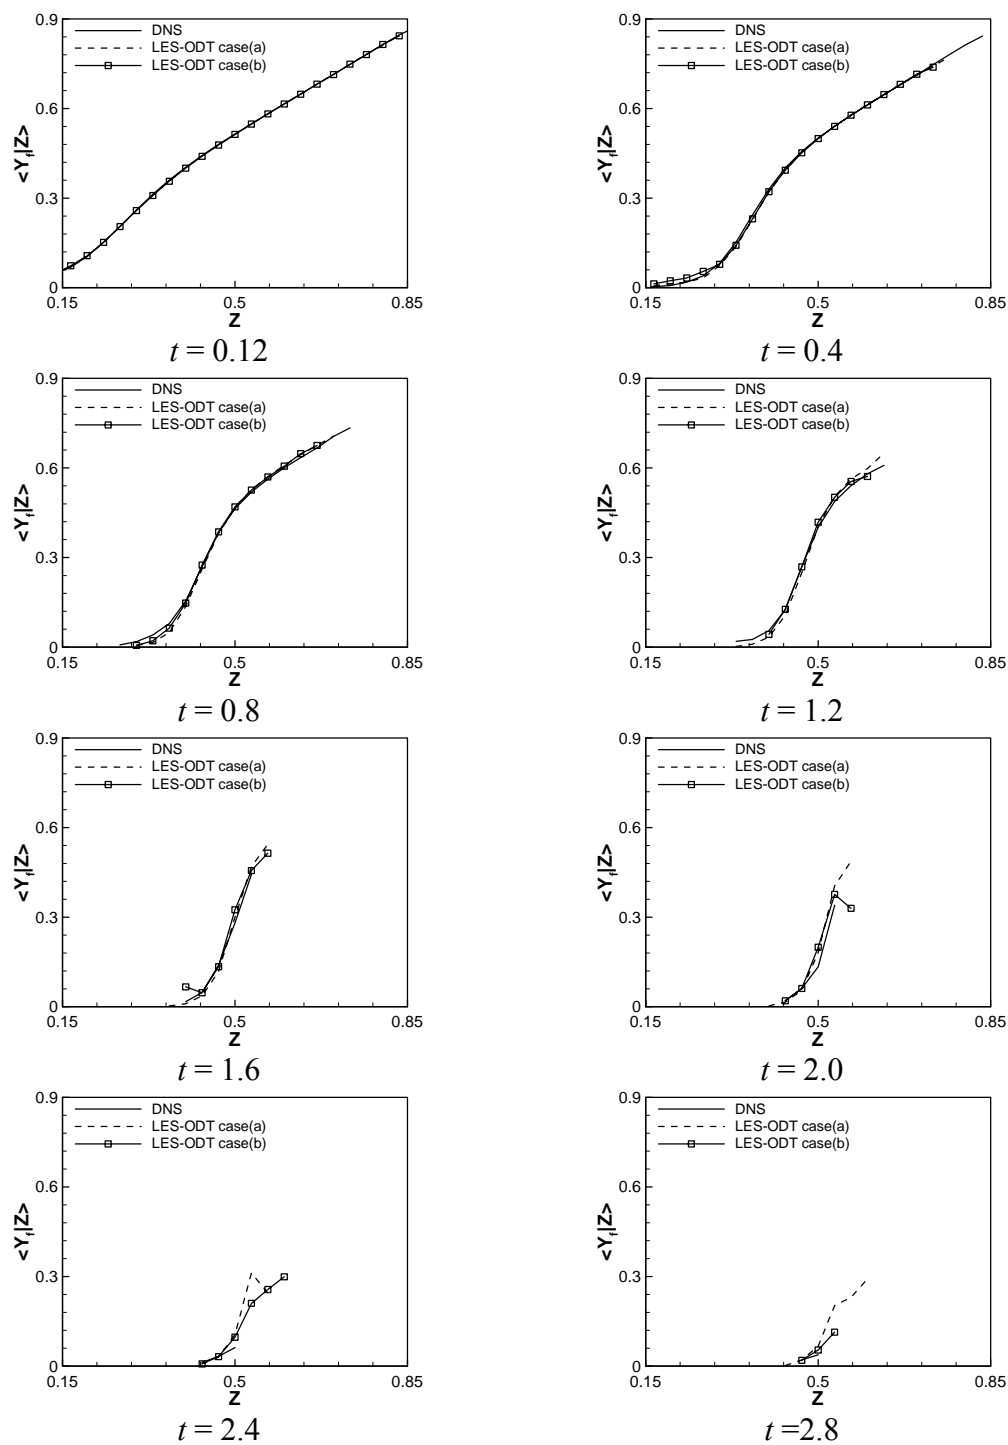 0.9
DNS
LES-ODT case(a)
LES-ODT case(b)
0.6
<Y_f|Z>
0.3
0
0.15
0.5
0.85
Z
t = 0.12
0.9
DNS
LES-ODT case(a)
LES-ODT case(b)
0.6
<Y_f|Z>
0.3
0
0.15
0.5
0.85
Z
t = 0.4
0.9
DNS
LES-ODT case(a)
LES-ODT case(b)
0.6
<Y_f|Z>
0.3
0
0.15
0.5
0.85
Z
t = 0.8
0.9
DNS
LES-ODT case(a)
LES-ODT case(b)
0.6
<Y_f|Z>
0.3
0
0.15
0.5
0.85
Z
t = 1.2
0.9
DNS
LES-ODT case(a)
LES-ODT case(b)
0.6
<Y_f|Z>
0.3
0
0.15
0.5
0.85
Z
t = 1.6
0.9
DNS
LES-ODT case(a)
LES-ODT case(b)
0.6
<Y_f|Z>
0.3
0
0.15
0.5
0.85
Z
t = 2.0
0.9
DNS
LES-ODT case(a)
LES-ODT case(b)
0.6
<Y_f|Z>
0.3
0
0.15
0.5
0.85
Z
t = 2.4
0.9
DNS
LES-ODT case(a)
LES-ODT case(b)
0.6
<Y_f|Z>
0.3
0
0.15
0.5
0.85
Z
t =2.8